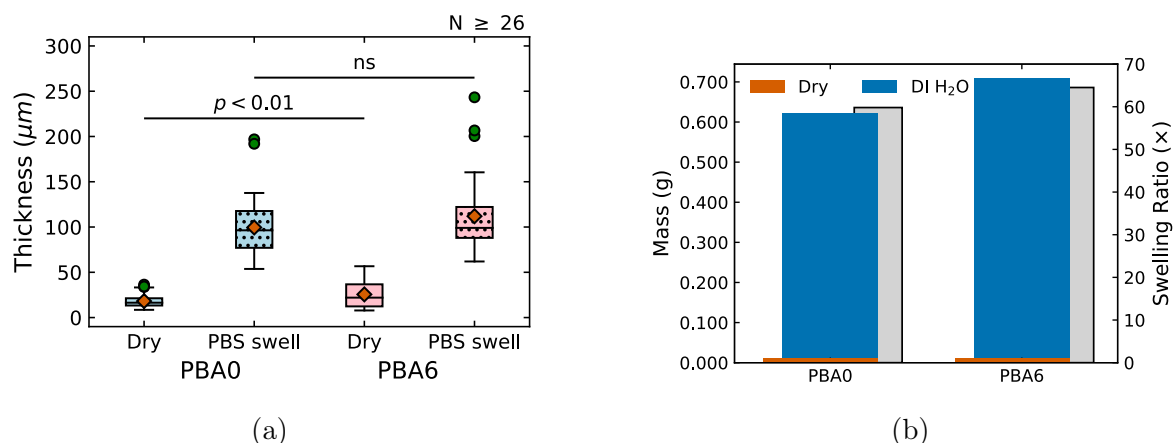 N ≥ 26
300
250
200
150
100
50
0
Thickness (μm)
ns
p < 0.01
Dry
PBS swell
Dry
PBS swell
PBA0
PBA6
(a)
0.700
0.600
0.500
0.400
0.300
0.200
0.100
0.000
Mass (g)
Dry
DI H₂O
70
60
50
40
30
20
10
0
Swelling Ratio (×)
PBA0
PBA6
(b)